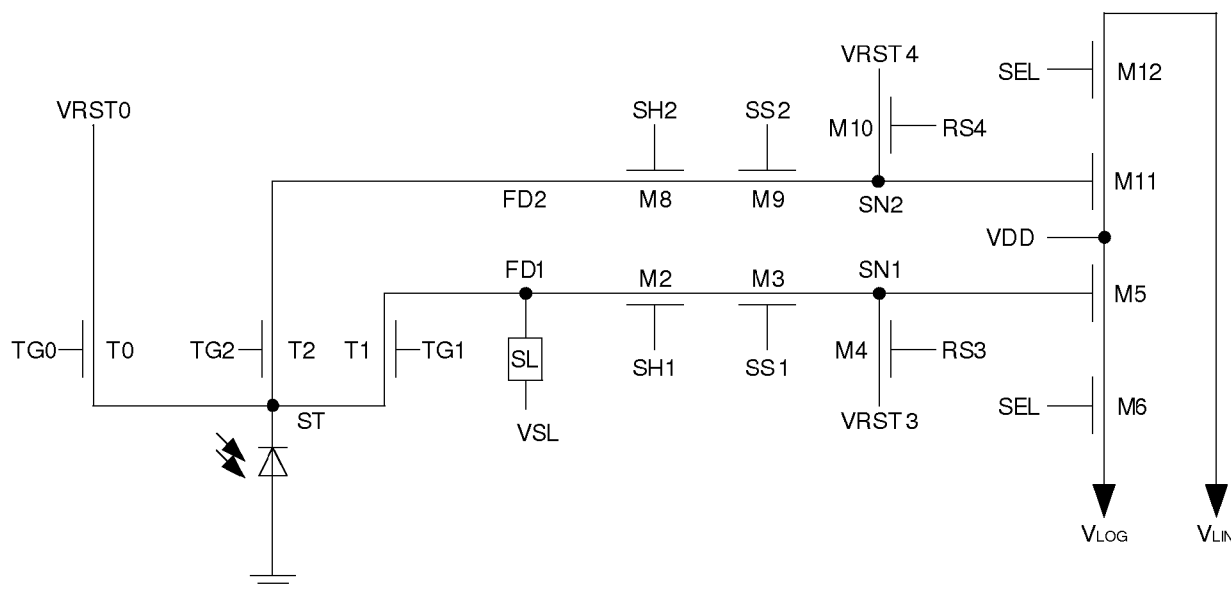 VRST4
SEL
M12
VRST0
SH2
SS2
M10
RS4
FD2
M8
M9
SN2
M11
VDD
FD1
M2
M3
SN1
M5
TG0
T0
TG2
T2
T1
TG1
SL
SH1
SS1
M4
RS3
ST
VSL
VRST3
SEL
M6
VLOG
VLIN